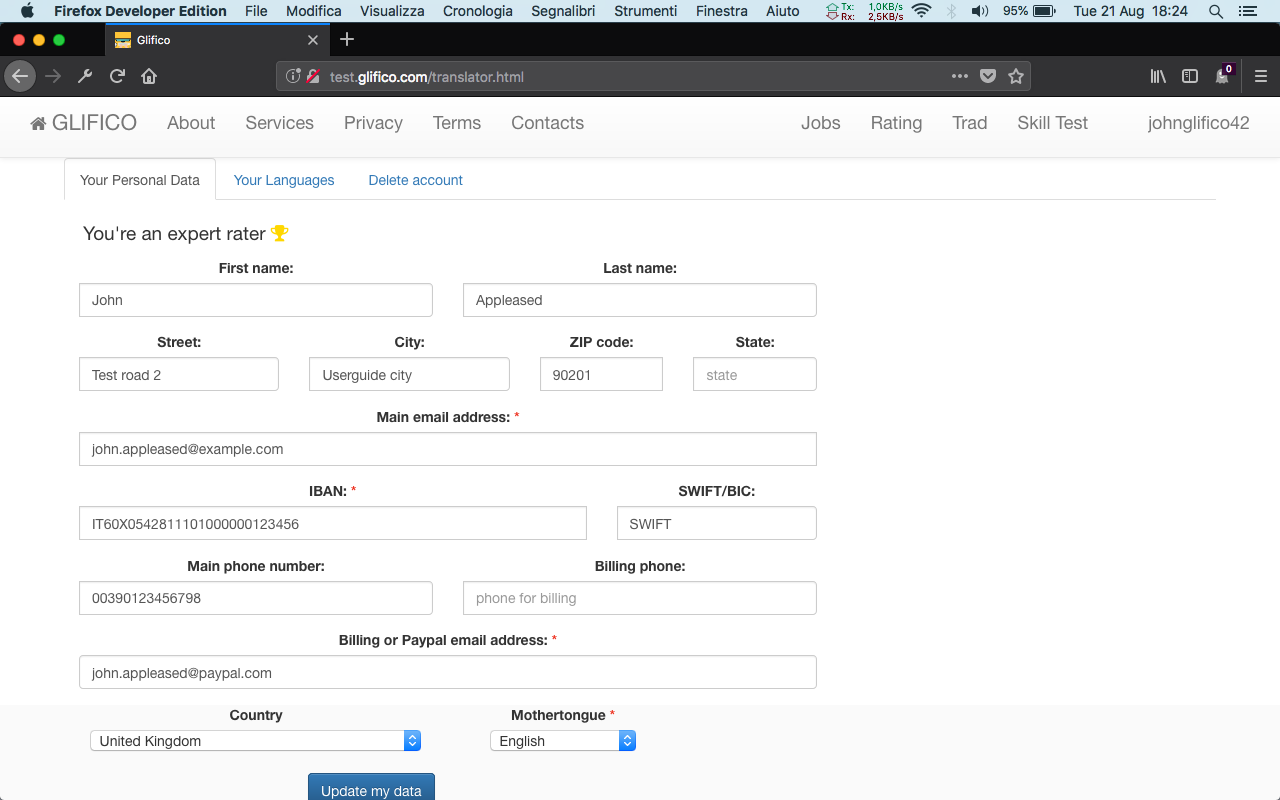 Firefox Developer Edition File Modifica Visualizza Cronologia Segnalibri Strumenti Finestra Aiuto Tx: 1,0KB/s Rx: 2,5KB/s 95% Tue 21 Aug 18:24
Glifico
test.glifico.com/translator.html 0
GLIFICO About Services Privacy Terms Contacts Jobs Rating Trad Skill Test johnglifico42
Your Personal Data Your Languages Delete account
You're an expert rater
First name: Last name:
John Appleased
Street: City: ZIP code: State:
Test road 2 Userguide city 90201 state
Main email address: *
john.appleased@example.com
IBAN: * SWIFT/BIC:
IT60X0542811101000000123456 SWIFT
Main phone number: Billing phone:
00390123456798 phone for billing
Billing or Paypal email address: *
john.appleased@paypal.com
Country Mothertongue *
United Kingdom English
Update my data